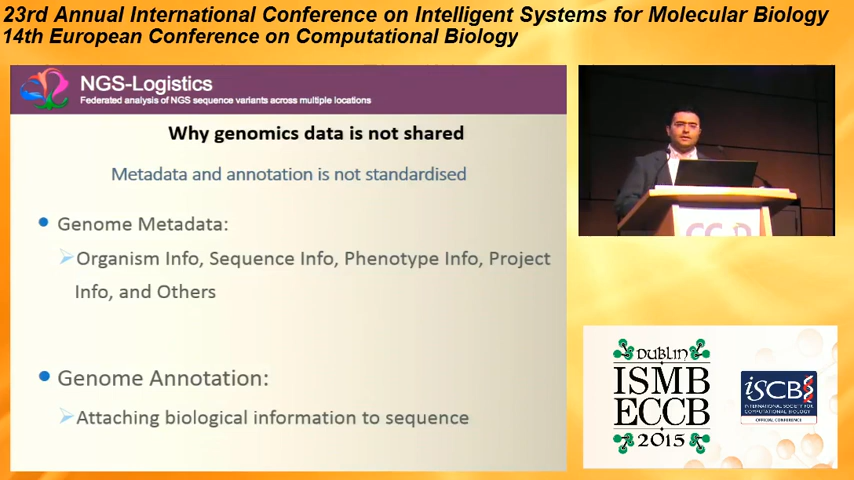 23rd Annual International Conference on Intelligent Systems for Molecular Biology
14th European Conference on Computational Biology
NGS-Logistics
Federated analysis of NGS sequence variants across multiple locations
Why genomics data is not shared
Metadata and annotation is not standardised
Genome Metadata:
Organism Info, Sequence Info, Phenotype Info, Project
Info, and Others
Genome Annotation:
Attaching biological information to sequence
DUBLIN
ISMB
ECCB
2015
iSCB
INTERNATIONAL SOCIETY FOR
COMPUTATIONAL BIOLOGY
OFFICIAL CONFERENCE